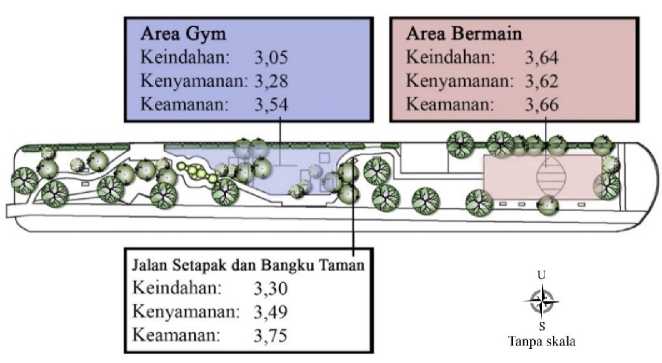 Area Gym
Keindahan: 3,05
Kenyamanan: 3,28
Keamanan: 3,54
Area Bermain
Keindahan: 3,64
Kenyamanan: 3,62
Keamanan: 3,66
Jalan Setapak dan Bangku Taman
Keindahan: 3,30
Kenyamanan: 3,49
Keamanan: 3,75
U
S
Tanpa skala